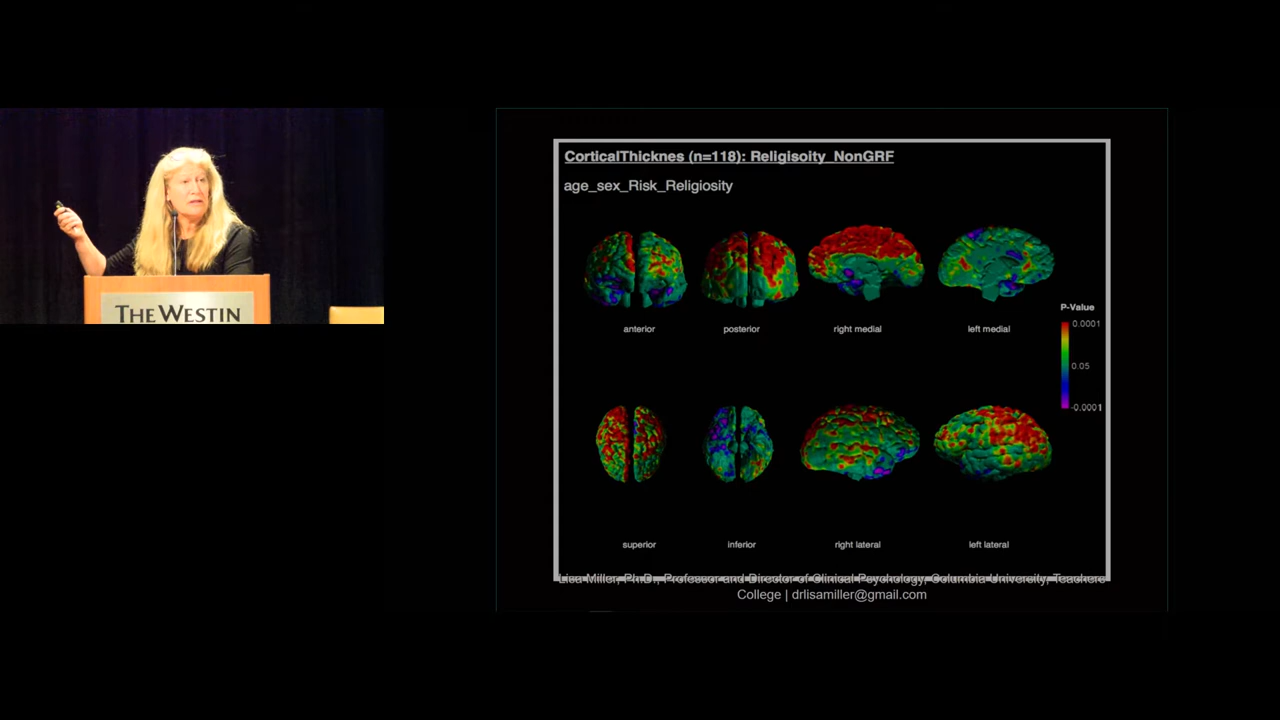 THE WESTIN
CorticalThicknes (n=118): Religisoity_NonGRF
age_sex_Risk_Religiosity
anterior
posterior
right medial
left medial
P-Value
0.0001
0.05
-0.0001
superior
inferior
right lateral
left lateral
Lisa Miller, Ph.D., Professor and Director of Clinical Psychology, Columbia University, Teachers
College | drlisamiller@gmail.com